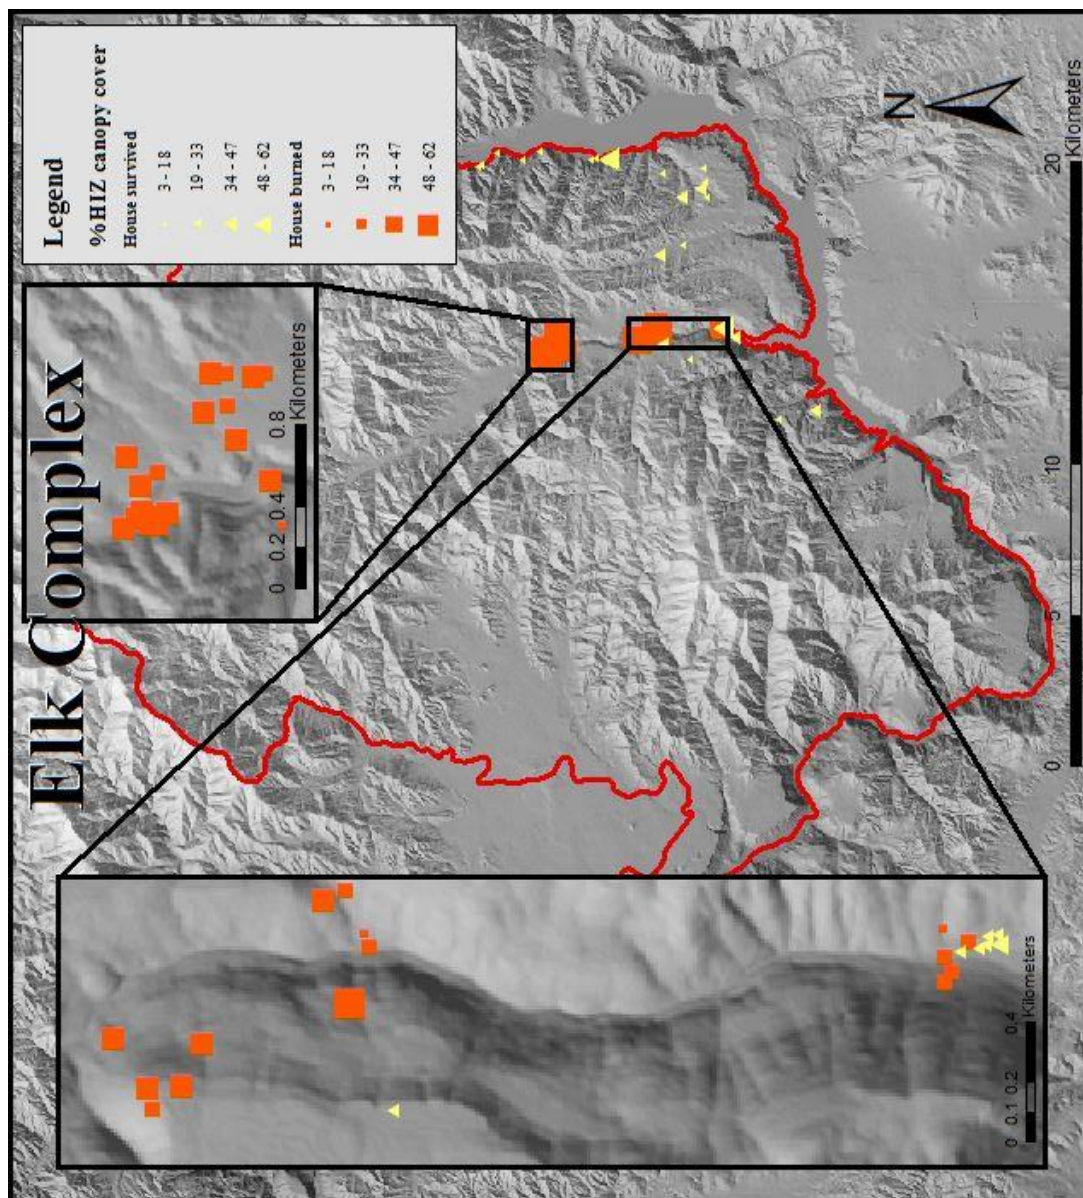 Elk Complex
Legend
%HIZ canopy cover
House survived
3 - 18
19 - 33
34 - 47
48 - 62
House burned
3 - 18
19 - 33
34 - 47
48 - 62
0 0.2 0.4 0.8
Kilometers
0 0.1 0.2 0.4
Kilometers
N
0 5 10 20
Kilometers